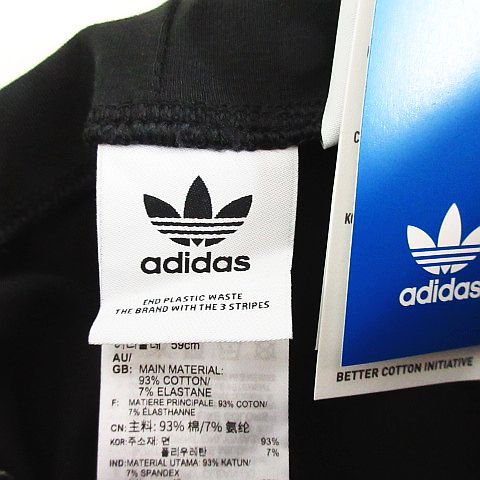 adidas
END PLASTIC WASTE
THE BRAND WITH THE 3 STRIPES
59cm
AU/
GB: MAIN MATERIAL:
93% COTTON/
7% ELASTANE
F: MATIERE PRINCIPALE: 93% COTON/
7% ÉLASTHANNE
CN: 主料: 93% 棉/7% 氨纶
KOR: 주소재: 면 93%
폴리우레탄 7%
IND: MATERIAL UTAMA: 93% KATUN/
7% SPANDEX
adidas
BETTER COTTON INITIATIVE